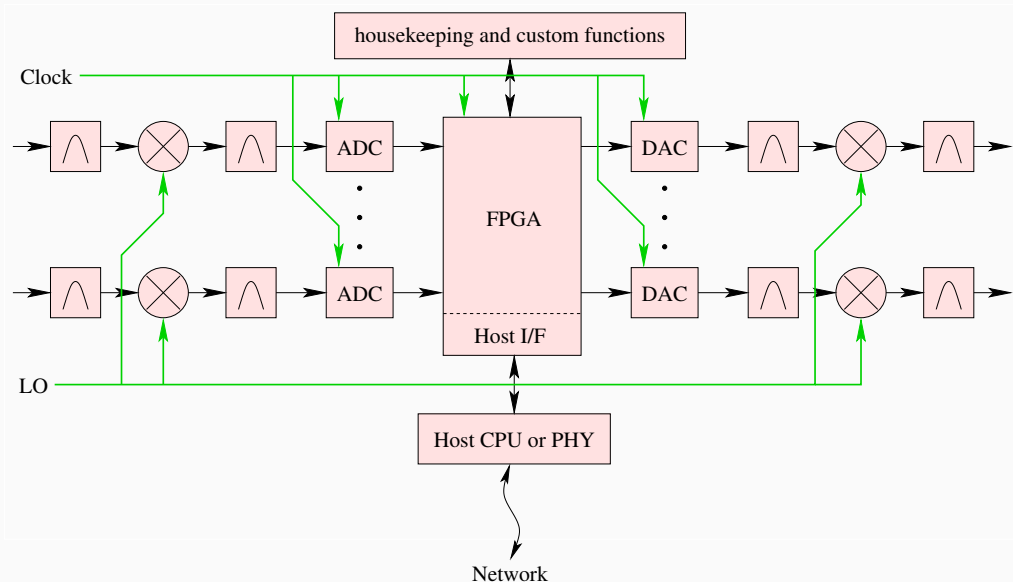 housekeeping and custom functions
Clock
ADC
DAC
FPGA
ADC
DAC
Host I/F
LO
Host CPU or PHY
Network